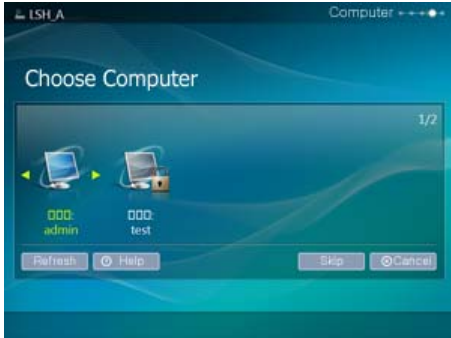 LSH_A
Computer
Choose Computer
1/2
□□□: □□□:
admin test
Refresh Help Skip Cancel